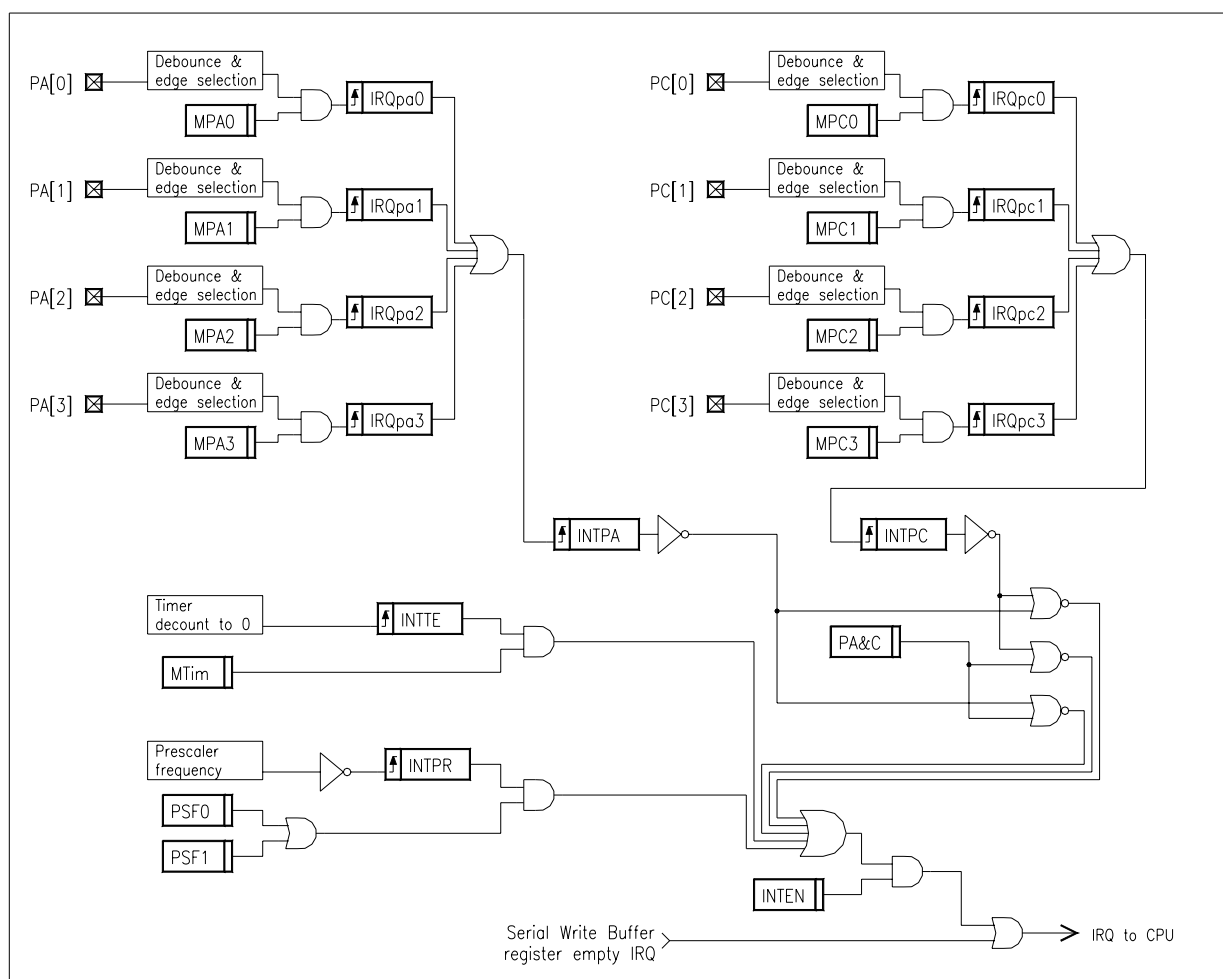 PA[0]
Debounce &
edge selection
MPA0
IRQpa0
PA[1]
Debounce &
edge selection
MPA1
IRQpa1
PA[2]
Debounce &
edge selection
MPA2
IRQpa2
PA[3]
Debounce &
edge selection
MPA3
IRQpa3
PC[0]
Debounce &
edge selection
MPC0
IRQpc0
PC[1]
Debounce &
edge selection
MPC1
IRQpc1
PC[2]
Debounce &
edge selection
MPC2
IRQpc2
PC[3]
Debounce &
edge selection
MPC3
IRQpc3
INTPA
INTPC
Timer
decount to 0
INTTE
MTim
PA&C
Prescaler
frequency
INTPR
PSF0
PSF1
INTEN
Serial Write Buffer
register empty IRQ
IRQ to CPU